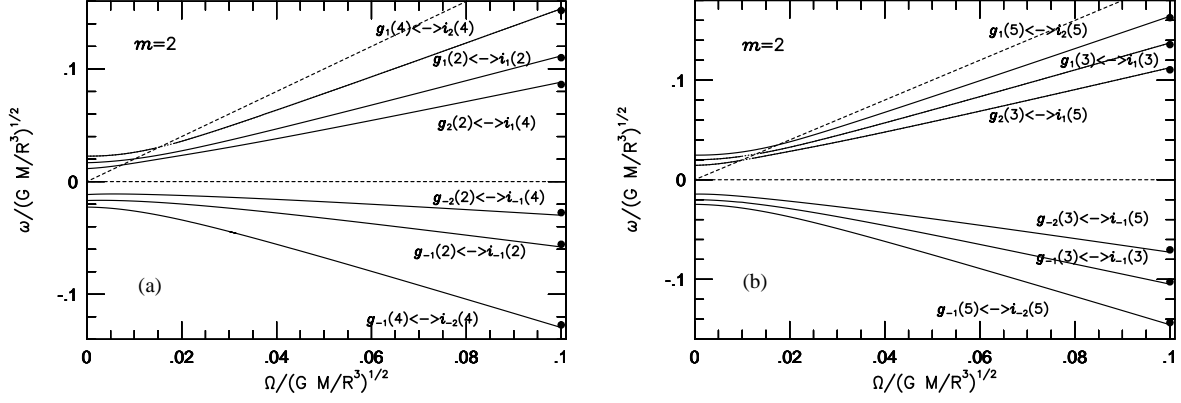 m=2
g₁(4)<->i₂(4)
g₁(2)<->i₁(2)
g₂(2)<->i₁(4)
g₋₂(2)<->i₋₁(4)
g₋₁(2)<->i₋₁(2)
g₋₁(4)<->i₋₂(4)
(a)
.1
0
-.1
ω/(G M/R³)^1/2
0 .02 .04 .06 .08 .1
Ω/(G M/R³)^1/2
m=2
g₁(5)<->i₂(5)
g₁(3)<->i₁(3)
g₂(3)<->i₁(5)
g₋₂(3)<->i₋₁(5)
g₋₁(3)<->i₋₁(3)
g₋₁(5)<->i₋₂(5)
(b)
.1
0
-.1
ω/(G M/R³)^1/2
0 .02 .04 .06 .08 .1
Ω/(G M/R³)^1/2